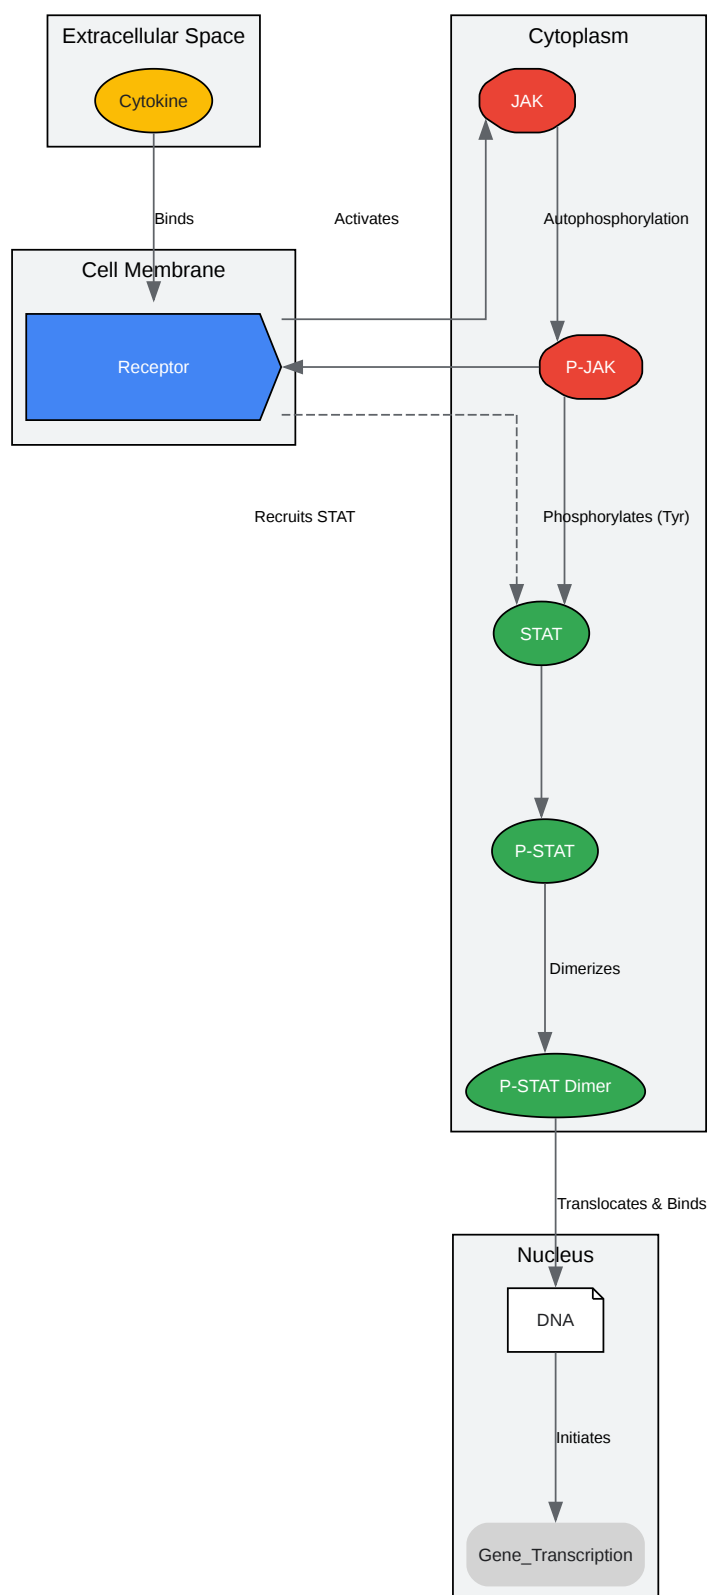 Extracellular Space
Cytoplasm
Cytokine
JAK
Binds
Activates
Autophosphorylation
Cell Membrane
Receptor
P-JAK
Recruits STAT
Phosphorylates (Tyr)
STAT
P-STAT
Dimerizes
P-STAT Dimer
Translocates & Binds
Nucleus
DNA
Initiates
Gene_Transcription